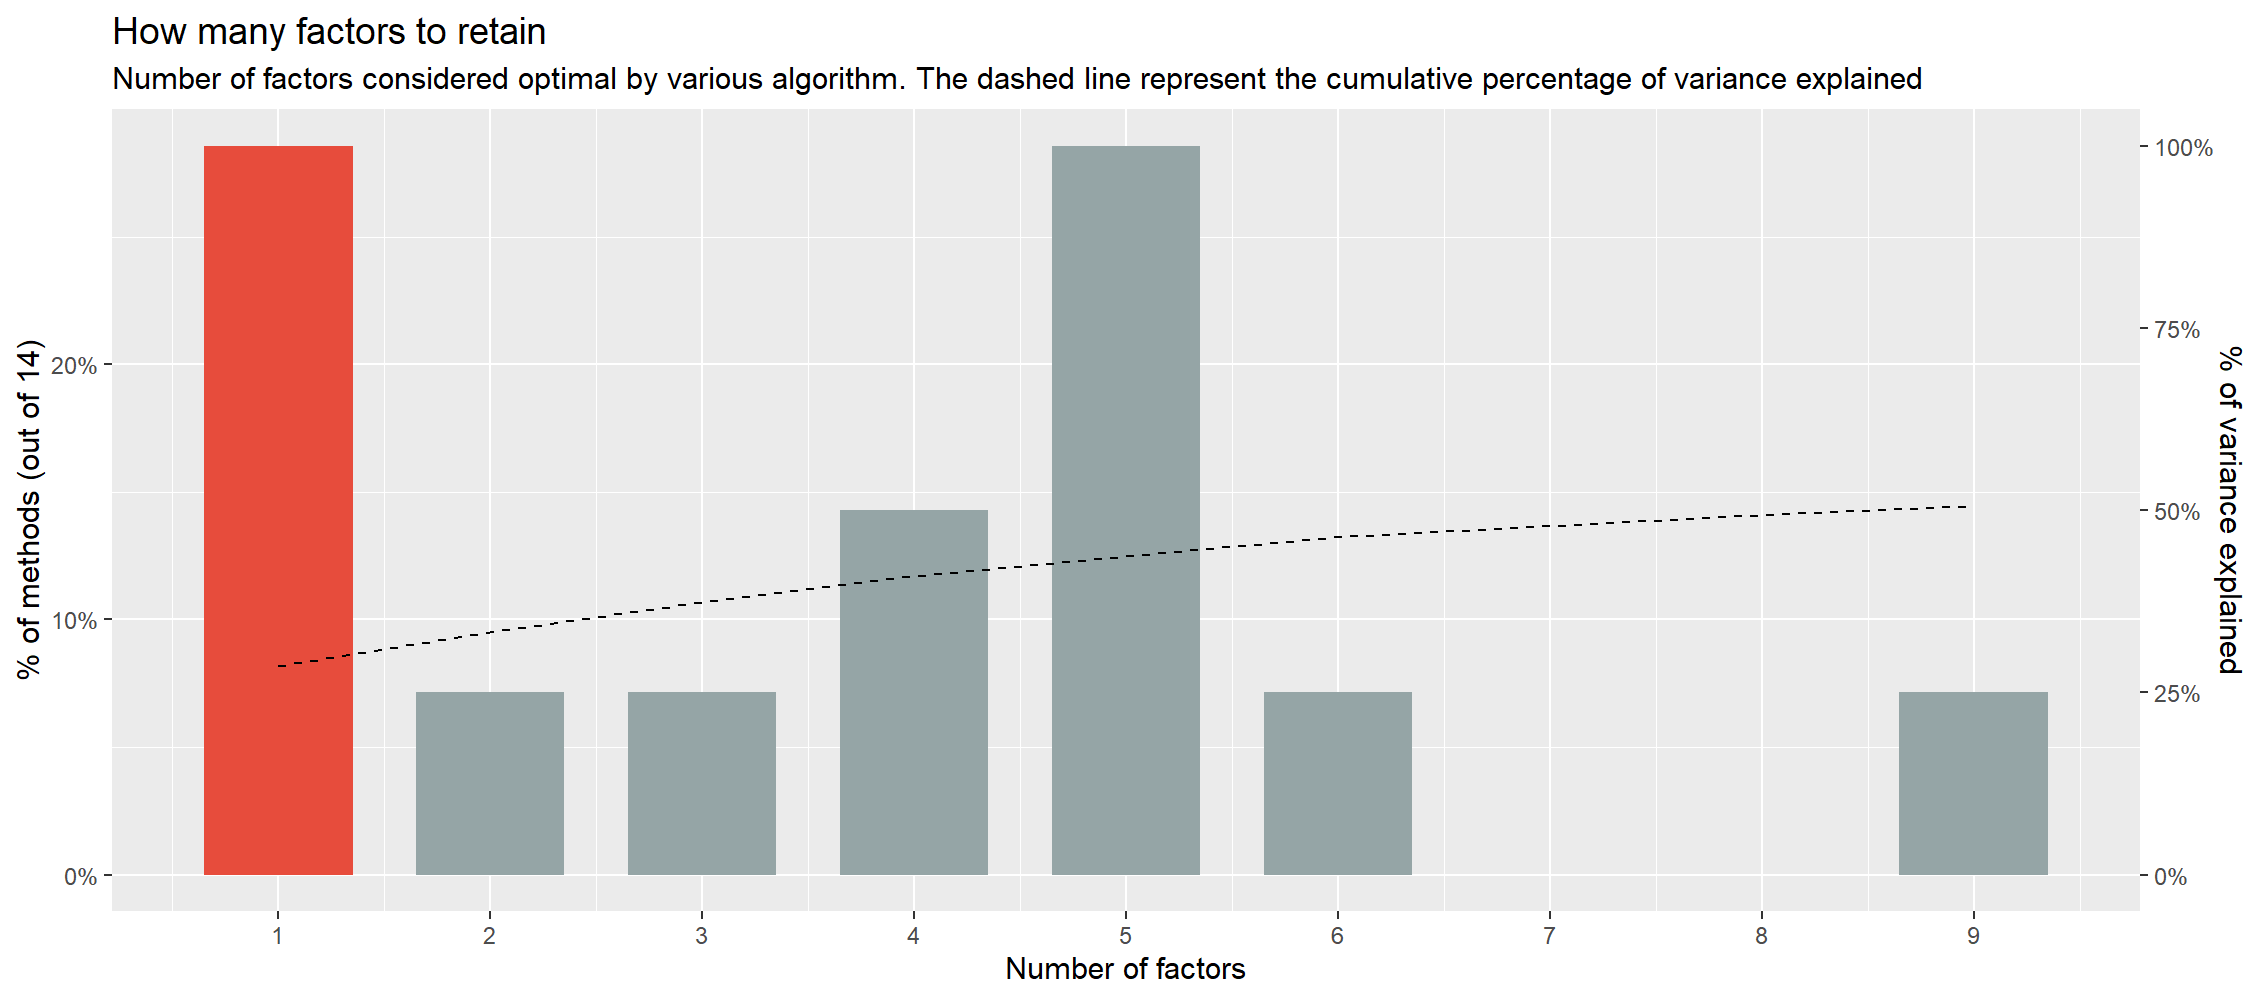 How many factors to retain
Number of factors considered optimal by various algorithm. The dashed line represent the cumulative percentage of variance explained
% of methods (out of 14)
20%
10%
0%
100%
75%
50%
25%
0%
% of variance explained
1 2 3 4 5 6 7 8 9
Number of factors